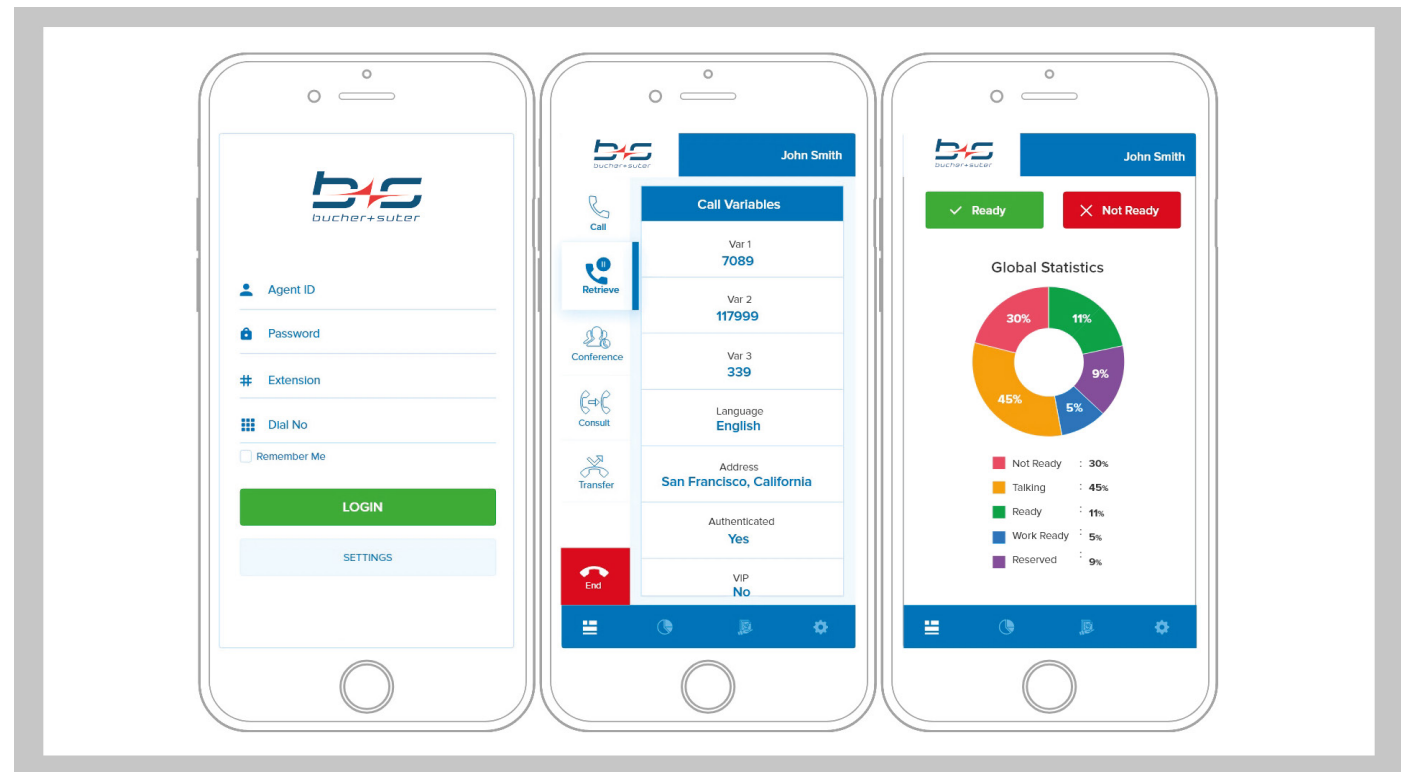 b+s
bucher+suter
Agent ID
Password
Extension
Dial No
Remember Me
LOGIN
SETTINGS
b+s
bucher+suter
John Smith
Call
Retrieve
Conference
Consult
Transfer
End
Call Variables
Var 1
7089
Var 2
117999
Var 3
339
Language
English
Address
San Francisco, California
Authenticated
Yes
VIP
No
b+s
bucher+suter
John Smith
Ready
Not Ready
Global Statistics
30%
11%
9%
5%
45%
Not Ready : 30%
Talking : 45%
Ready : 11%
Work Ready : 5%
Reserved : 9%